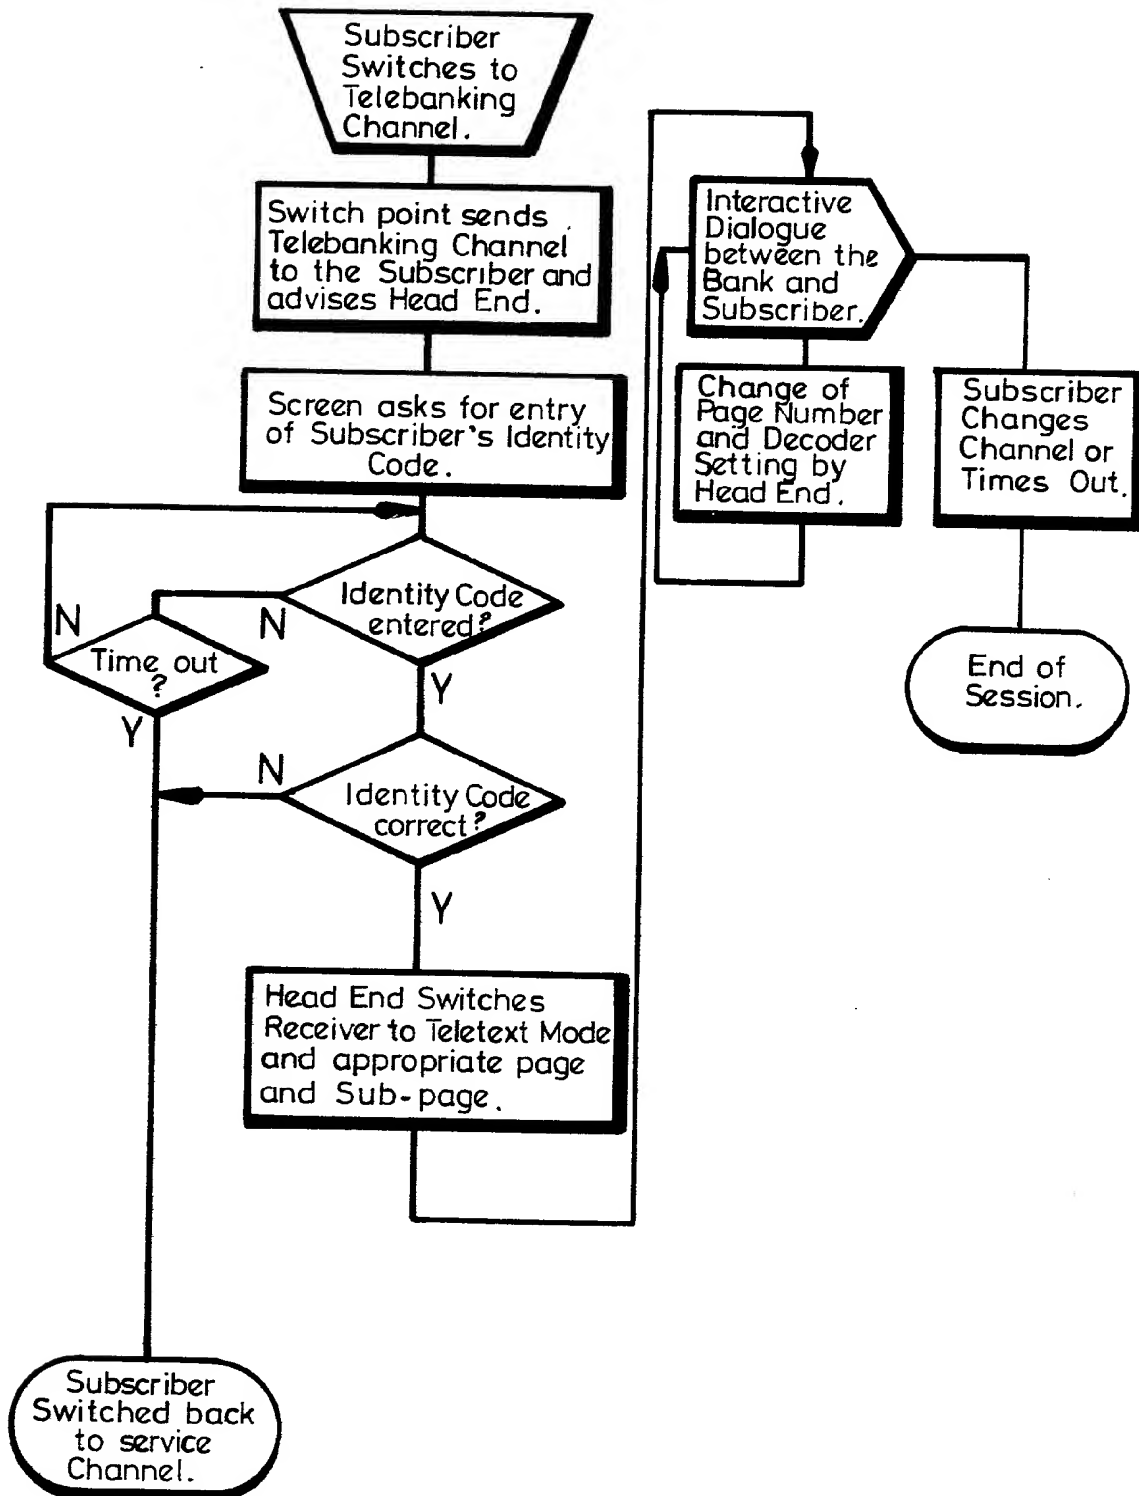 Subscriber
Switches to
Telebanking
Channel.
Switch point sends
Telebanking Channel
to the Subscriber and
advises Head End.
Screen asks for entry
of Subscriber's Identity
Code.
Identity Code
entered?
N
Y
Time out
?
N
Y
Identity Code
correct?
N
Y
Head End Switches
Receiver to Teletext Mode
and appropriate page
and Sub-page.
Subscriber
Switched back
to service
Channel.
Interactive
Dialogue
between the
Bank and
Subscriber.
Change of
Page Number
and Decoder
Setting by
Head End.
Subscriber
Changes
Channel or
Times Out.
End of
Session.